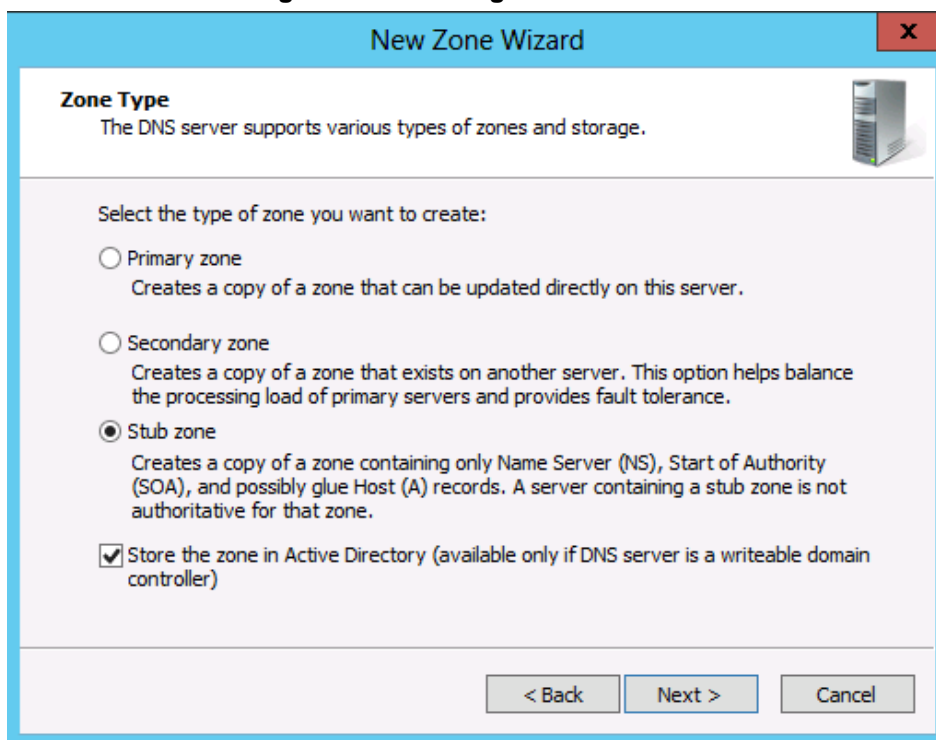 New Zone Wizard
x
Zone Type
The DNS server supports various types of zones and storage.
Select the type of zone you want to create:
Primary zone
Creates a copy of a zone that can be updated directly on this server.
Secondary zone
Creates a copy of a zone that exists on another server. This option helps balance
the processing load of primary servers and provides fault tolerance.
Stub zone
Creates a copy of a zone containing only Name Server (NS), Start of Authority
(SOA), and possibly glue Host (A) records. A server containing a stub zone is not
authoritative for that zone.
Store the zone in Active Directory (available only if DNS server is a writeable domain
controller)
< Back Next > Cancel